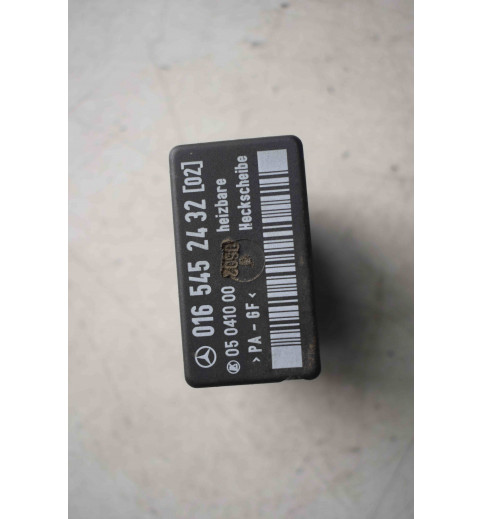 016 545 24 32 [02]
05 0410 00 heizbare
> PA - GF < Heckscheibe